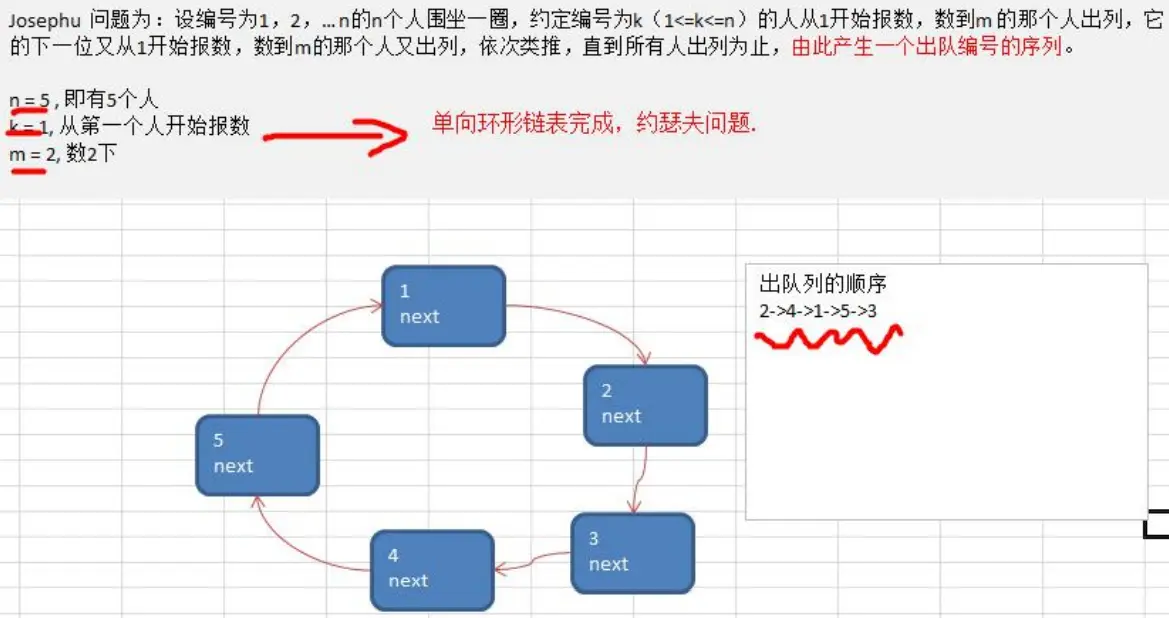 Josephu 问题为：设编号为1，2，… n的n个人围坐一圈，约定编号为k（1<=k<=n）的人从1开始报数，数到m 的那个人出列，它
的下一位又从1开始报数，数到m的那个人又出列，依次类推，直到所有人出列为止，由此产生一个出队编号的序列。
n = 5 , 即有5个人
k = 1, 从第一个人开始报数
单向环形链表完成，约瑟夫问题.
m = 2, 数2下
出队列的顺序
2->4->1->5->3
1
next
2
next
5
next
3
next
4
next